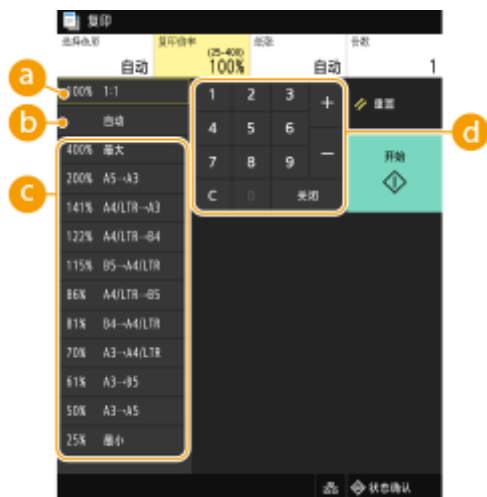 复印
选择色彩 复印倍率 纸张 份数
(25-400)
自动 100% 自动 1
a 100% 1:1
b 自动
c
400% 最大
200% A5→A3
141% A4/LTR→A3
122% A4/LTR→B4
115% B5→A4/LTR
86% A4/LTR→B5
81% B4→A4/LTR
70% A3→A4/LTR
61% A3→B5
50% A3→A5
25% 最小
1 2 3 +
4 5 6
7 8 9 −
C 0 关闭
d
重置
开始
状态确认